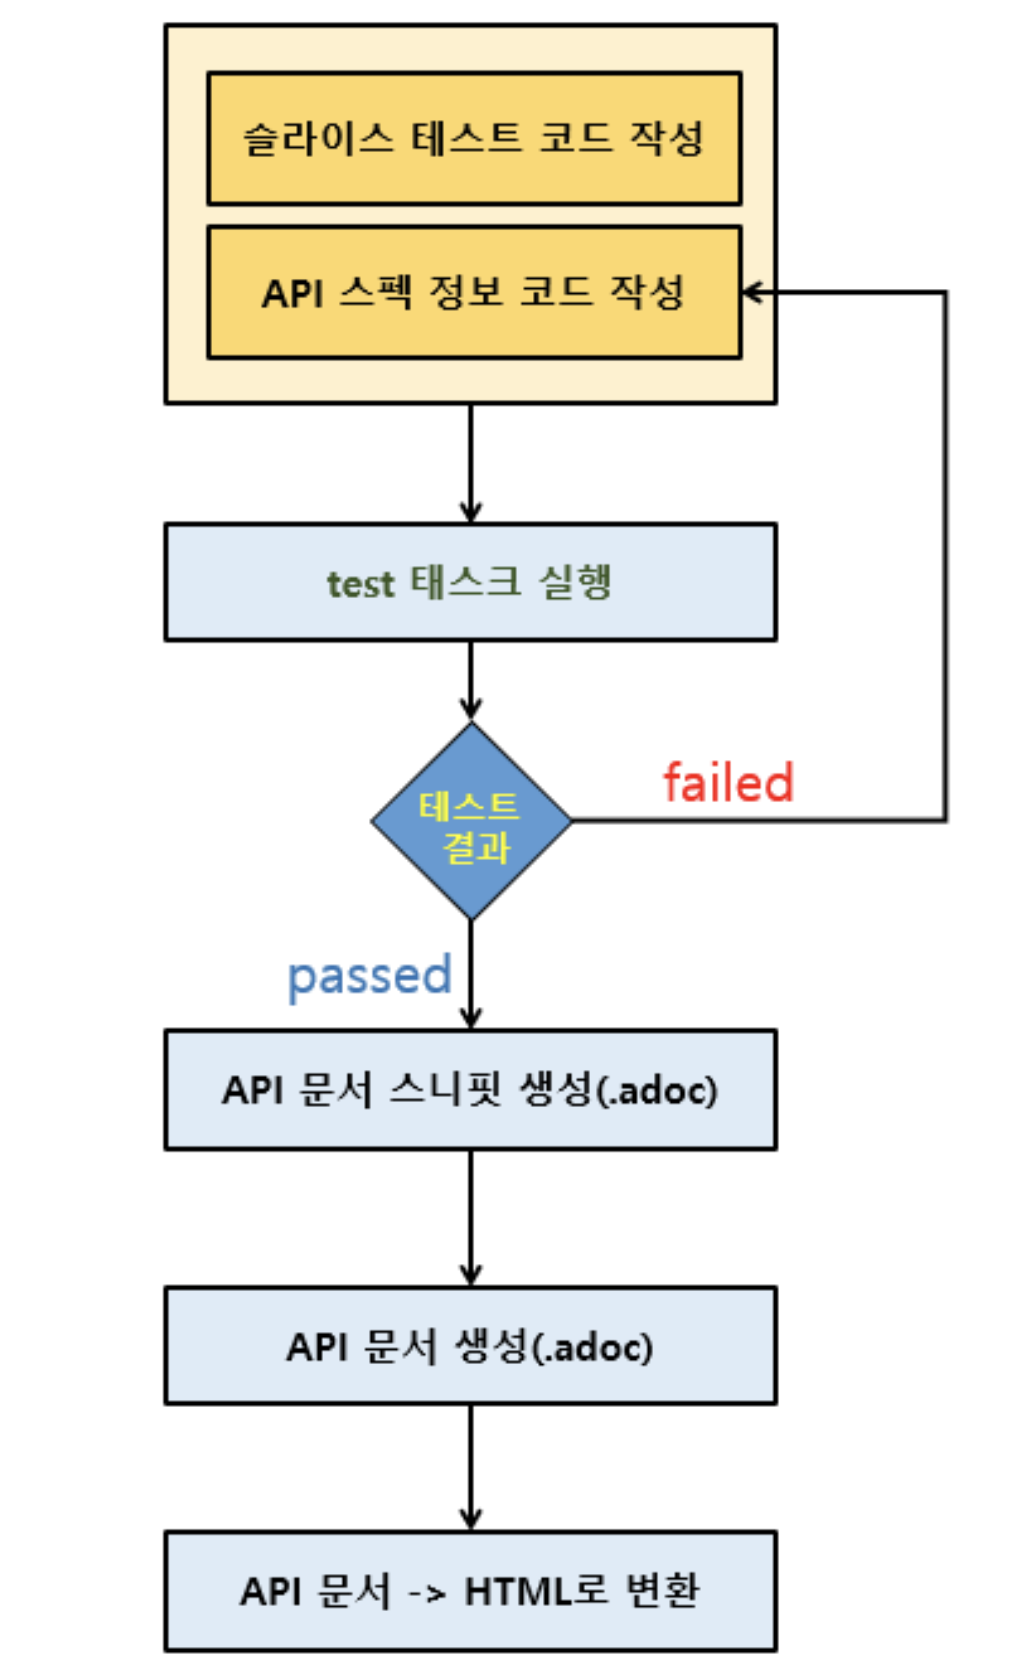 슬라이스 테스트 코드 작성
API 스펙 정보 코드 작성
test 태스크 실행
테스트
결과
failed
passed
API 문서 스니핏 생성(.adoc)
API 문서 생성(.adoc)
API 문서 -> HTML로 변환